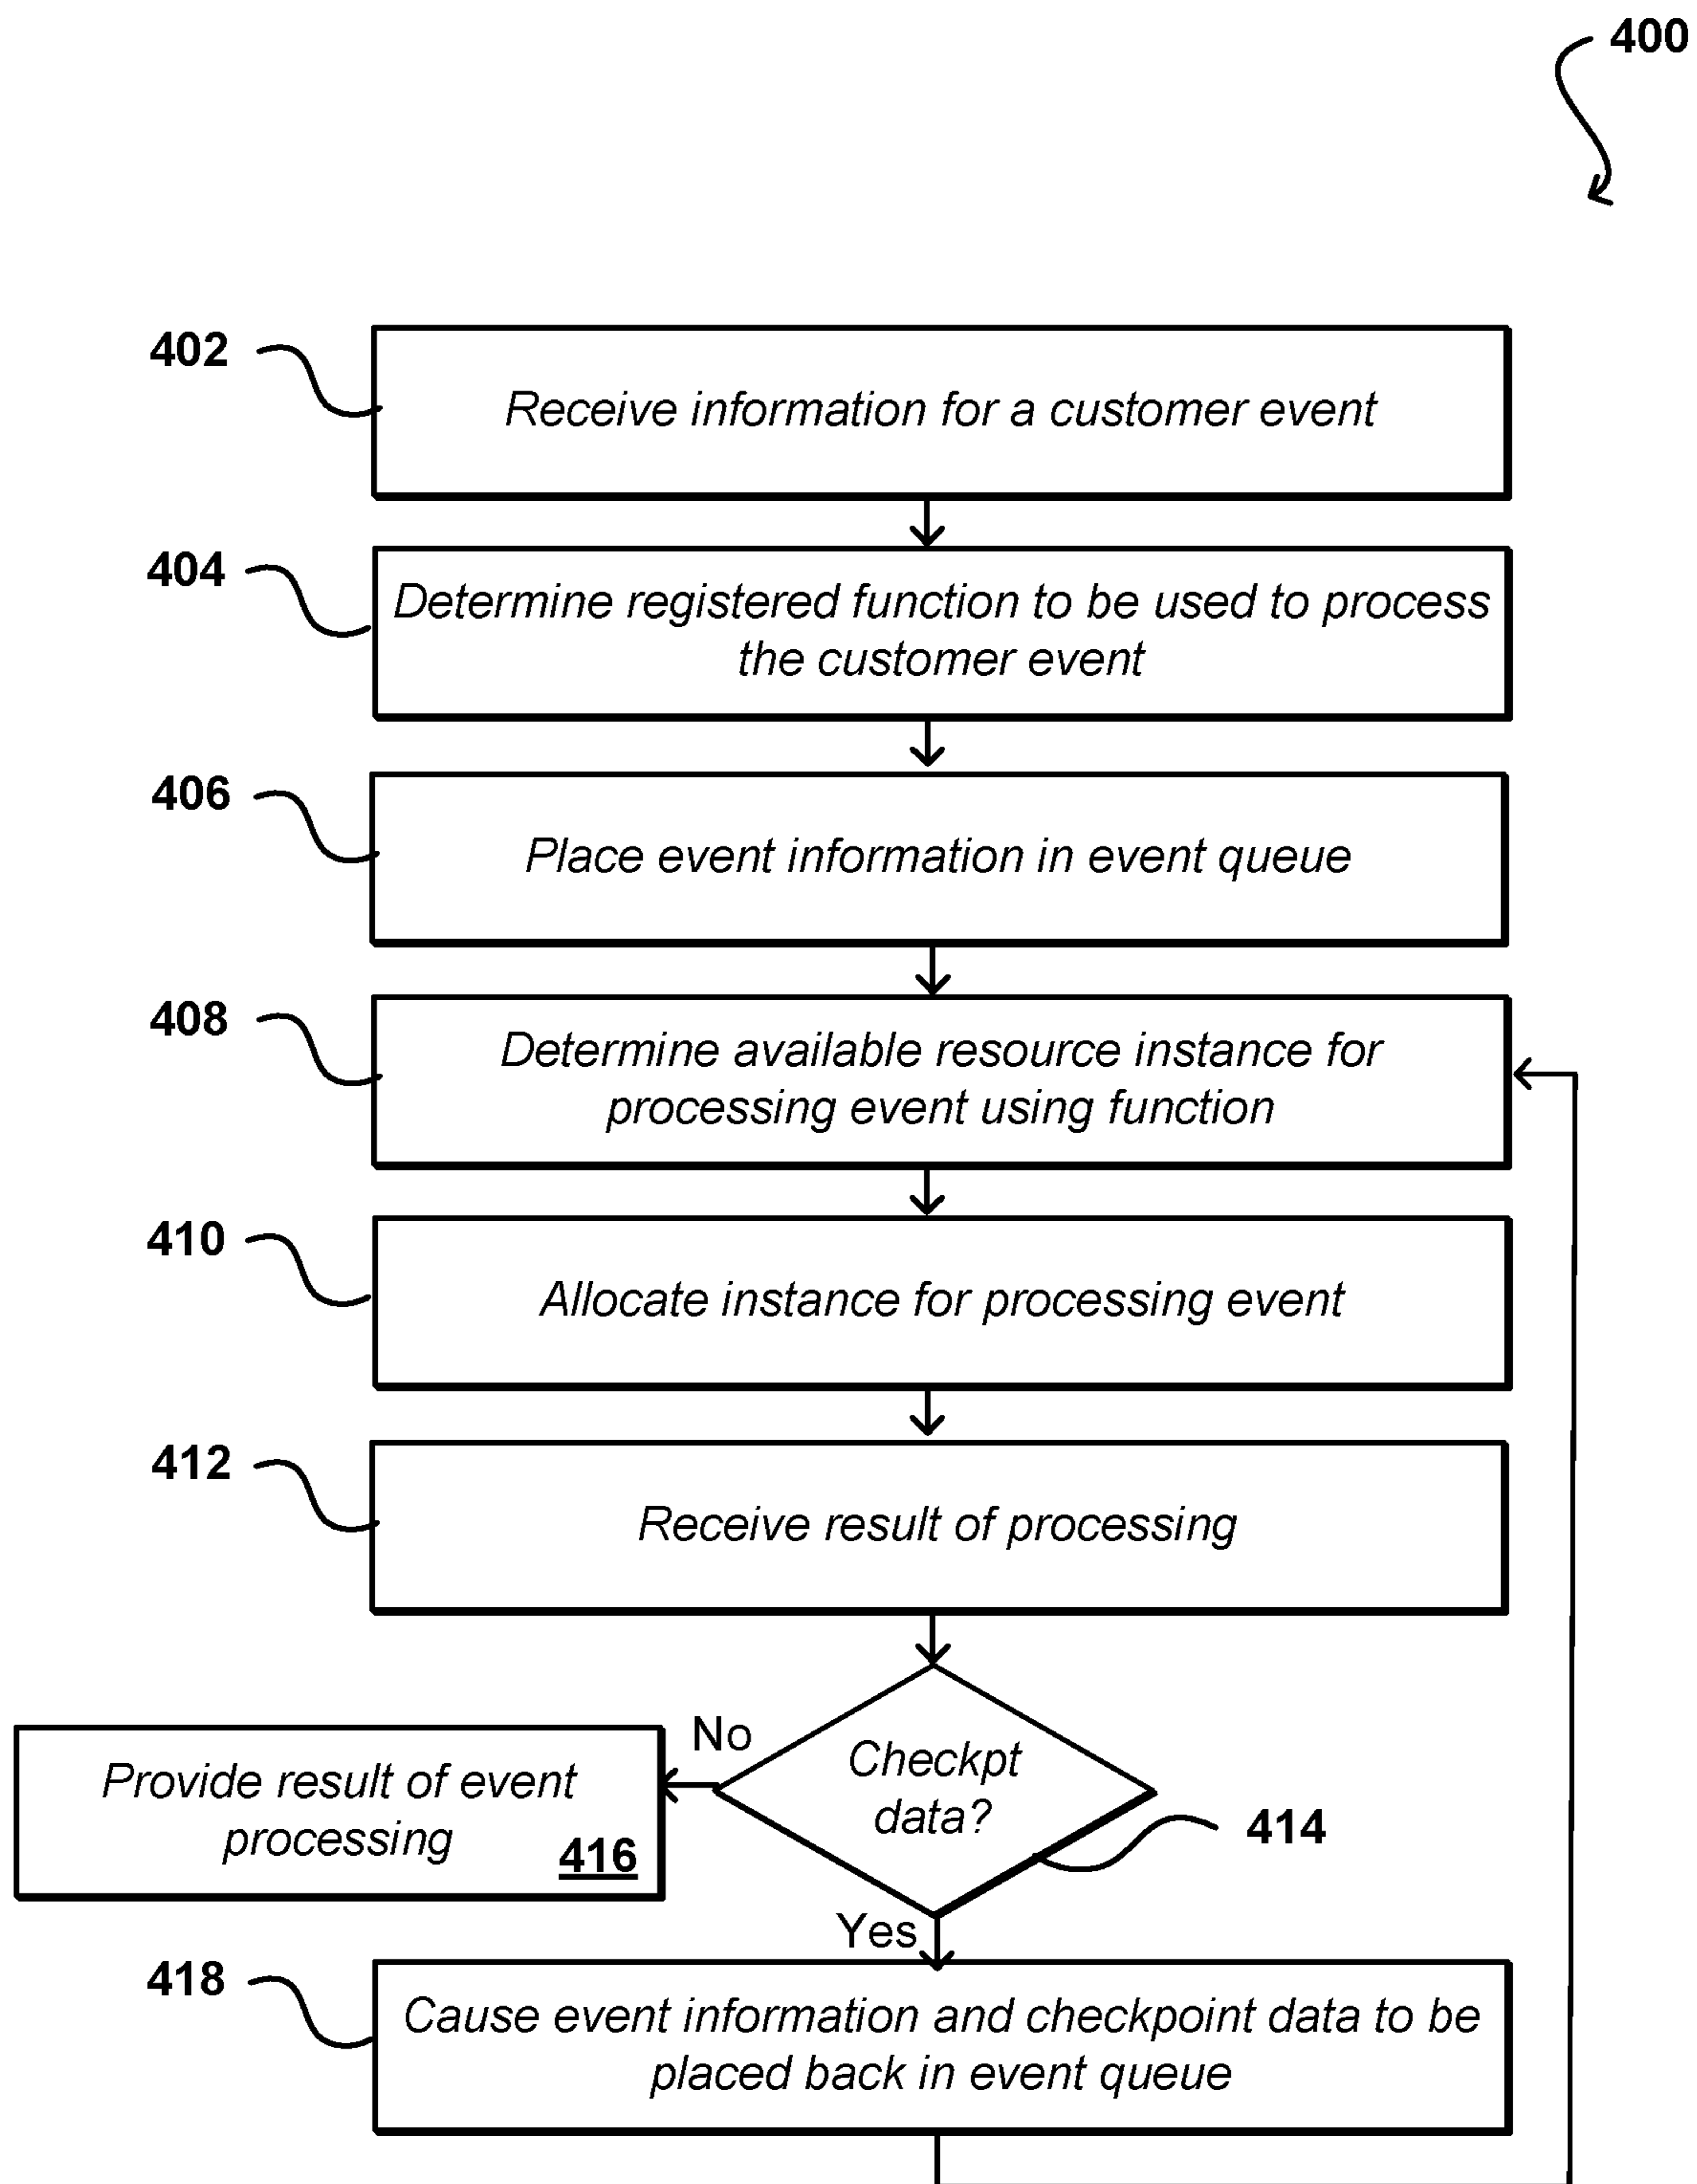 400
402
Receive information for a customer event
404
Determine registered function to be used to process
the customer event
406
Place event information in event queue
408
Determine available resource instance for
processing event using function
410
Allocate instance for processing event
412
Receive result of processing
No
Checkpt
data?
414
Provide result of event
processing
416
Yes
418
Cause event information and checkpoint data to be
placed back in event queue